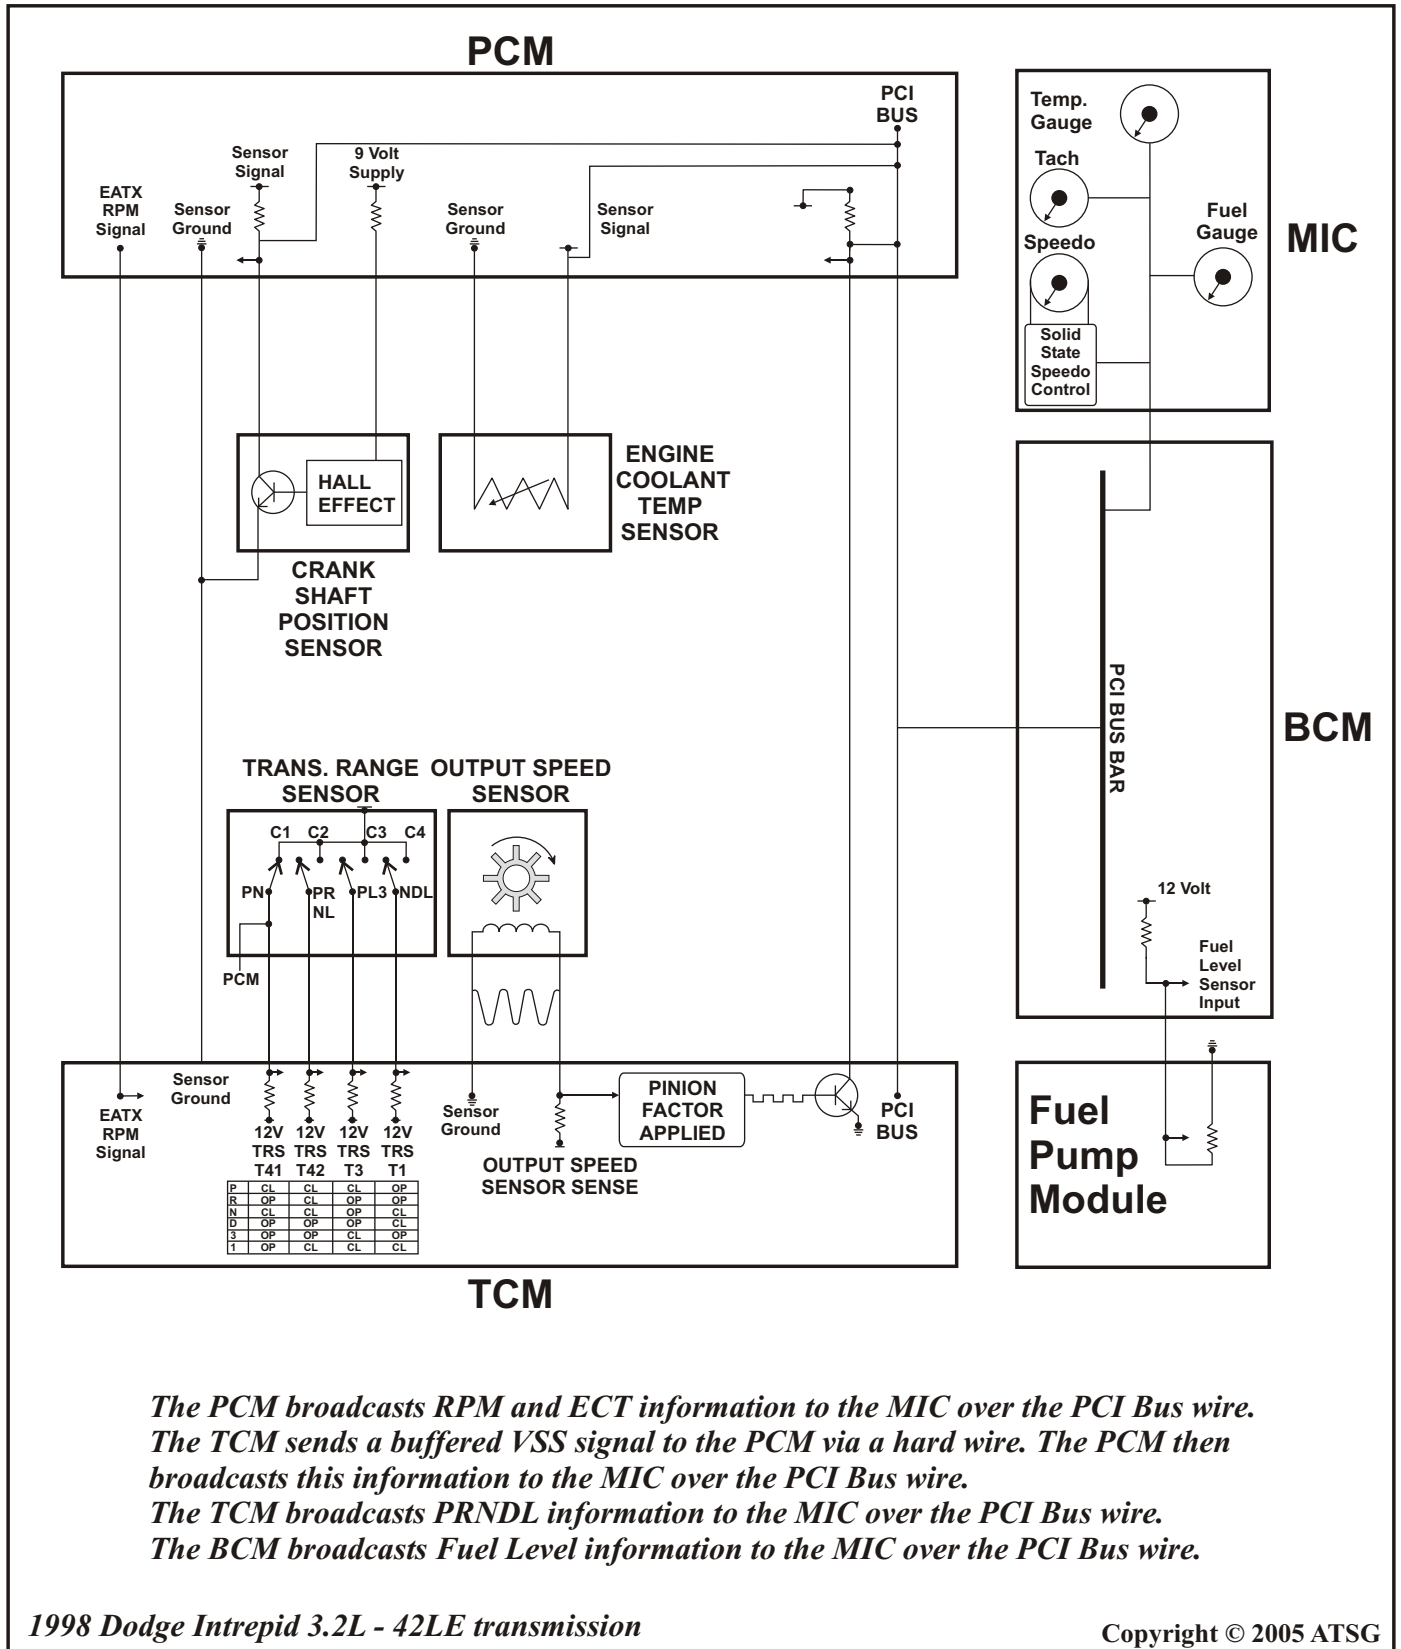 PCM
PCI
BUS
Sensor
Signal
9 Volt
Supply
EATX
RPM
Signal
Sensor
Ground
Sensor
Ground
Sensor
Signal
Temp.
Gauge
Tach
Speedo
Fuel
Gauge
Solid
State
Speedo
Control
MIC
HALL
EFFECT
CRANK
SHAFT
POSITION
SENSOR
ENGINE
COOLANT
TEMP
SENSOR
PCI BUS BAR
BCM
12 Volt
Fuel
Level
Sensor
Input
TRANS. RANGE
SENSOR
OUTPUT SPEED
SENSOR
C1 C2 C3 C4
PN PR PL3 NDL
NL
PCM
EATX
RPM
Signal
Sensor
Ground
12V 12V 12V 12V
TRS TRS TRS TRS
T41 T42 T3 T1
P CL CL CL OP
R OP CL OP OP
N CL CL OP CL
D OP OP OP CL
3 OP OP CL OP
1 OP CL CL CL
Sensor
Ground
OUTPUT SPEED
SENSOR SENSE
PINION
FACTOR
APPLIED
PCI
BUS
TCM
Fuel
Pump
Module
The PCM broadcasts RPM and ECT information to the MIC over the PCI Bus wire.
The TCM sends a buffered VSS signal to the PCM via a hard wire. The PCM then
broadcasts this information to the MIC over the PCI Bus wire.
The TCM broadcasts PRNDL information to the MIC over the PCI Bus wire.
The BCM broadcasts Fuel Level information to the MIC over the PCI Bus wire.
1998 Dodge Intrepid 3.2L - 42LE transmission
Copyright © 2005 ATSG